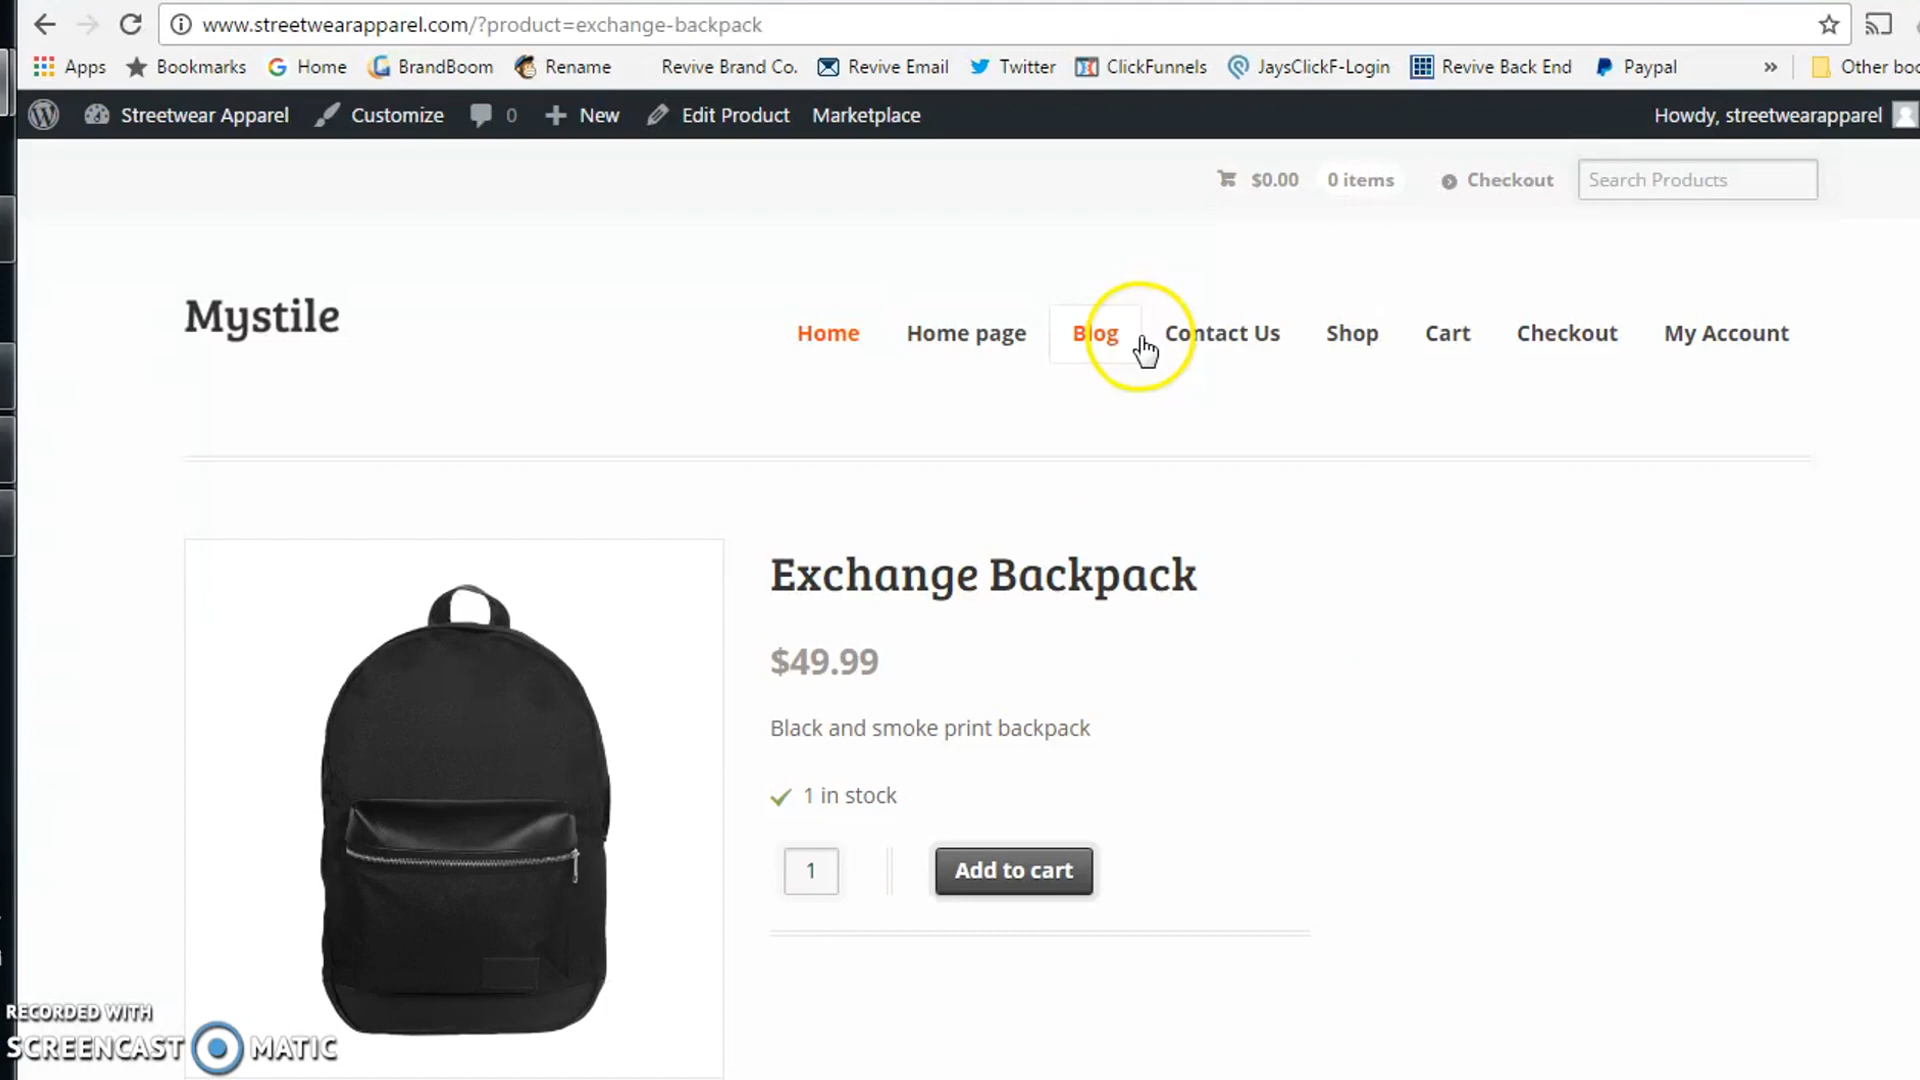 www.streetwearapparel.com/?product=exchange-backpack
Apps Bookmarks Home BrandBoom Rename Revive Brand Co. Revive Email Twitter ClickFunnels JaysClickF-Login Revive Back End Paypal » Other boo
Streetwear Apparel Customize 0 New Edit Product Marketplace Howdy, streetwearapparel
$0.00 0 items Checkout Search Products
Mystile Home Home page Blog Contact Us Shop Cart Checkout My Account
Exchange Backpack
$49.99
Black and smoke print backpack
1 in stock
1 Add to cart
RECORDED WITH
SCREENCAST MATIC